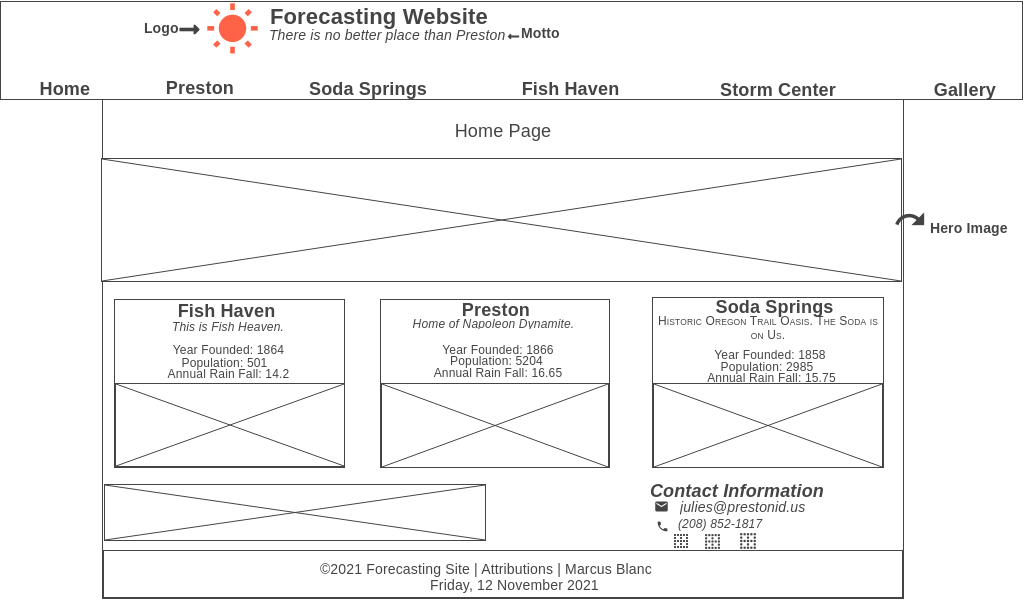 Logo
Forecasting Website
There is no better place than Preston
Motto
Home
Preston
Soda Springs
Fish Haven
Storm Center
Gallery
Home Page
Hero Image
Fish Haven
This is Fish Heaven.
Year Founded: 1864
Population: 501
Annual Rain Fall: 14.2
Preston
Home of Napoleon Dynamite.
Year Founded: 1866
Population: 5204
Annual Rain Fall: 16.65
Soda Springs
Historic Oregon Trail Oasis. The Soda is
on Us.
Year Founded: 1858
Population: 2985
Annual Rain Fall: 15.75
Contact Information
julies@prestonid.us
(208) 852-1817
©2021 Forecasting Site | Attributions | Marcus Blanc
Friday, 12 November 2021